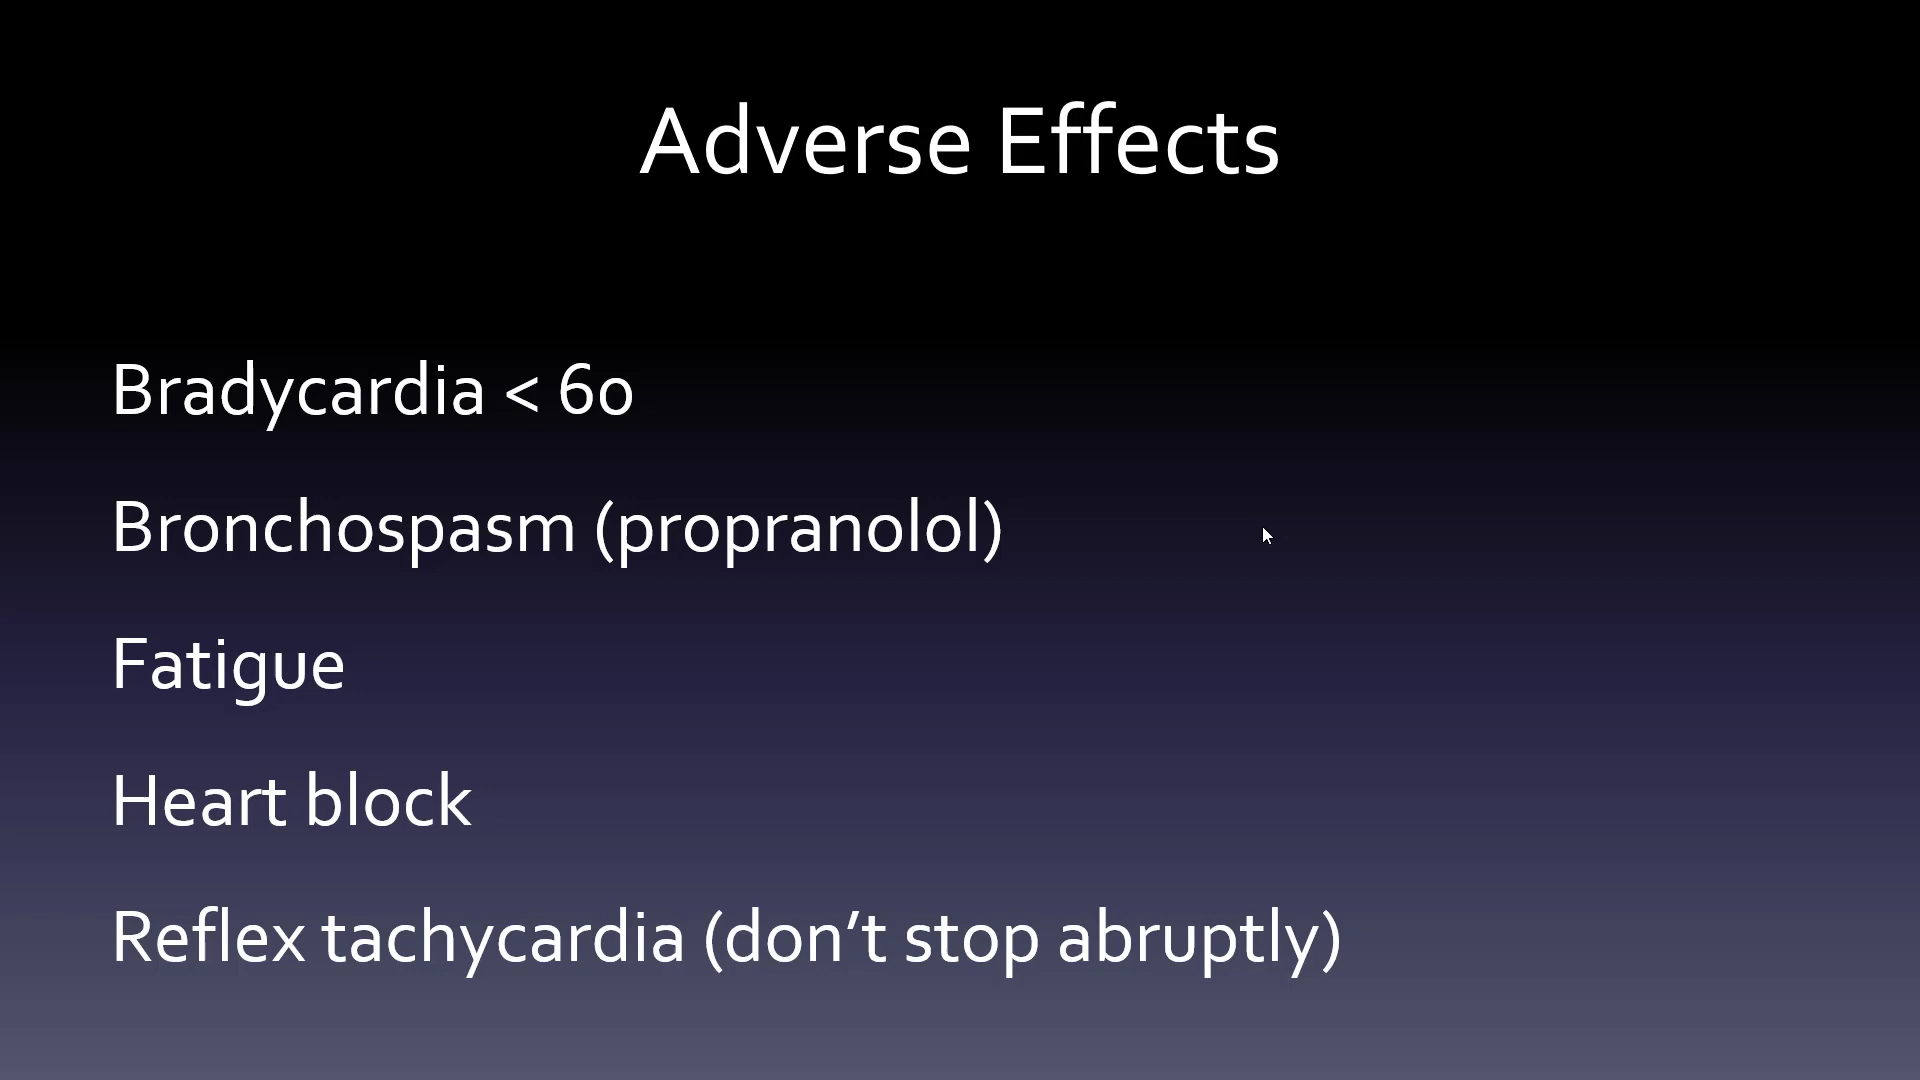 Adverse Effects
Bradycardia < 60
Bronchospasm (propranolol)
Fatigue
Heart block
Reflex tachycardia (don’t stop abruptly)